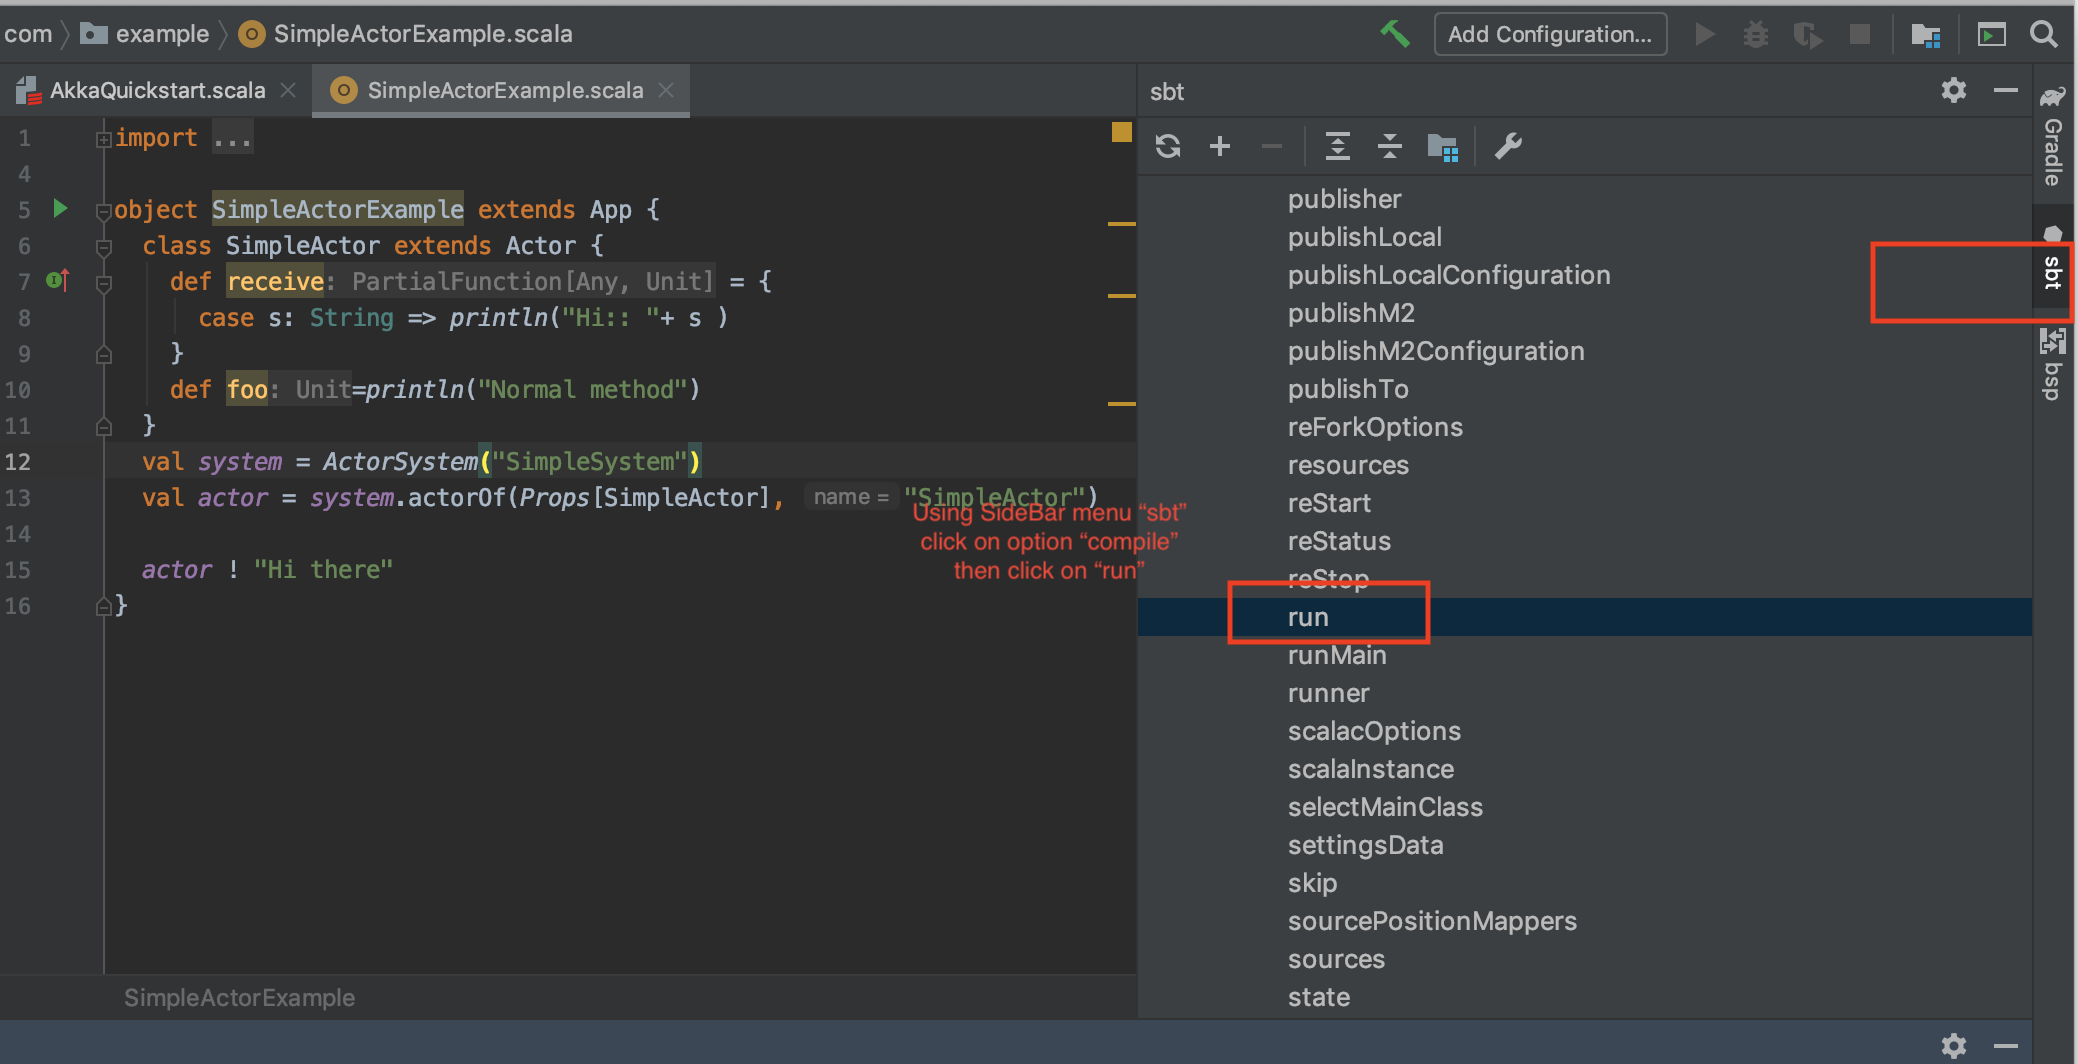 com example SimpleActorExample.scala Add Configuration...
AkkaQuickstart.scala SimpleActorExample.scala
1 import ...
4
5 object SimpleActorExample extends App {
6 class SimpleActor extends Actor {
7 def receive: PartialFunction[Any, Unit] = {
8 case s: String => println("Hi:: "+ s )
9 }
10 def foo: Unit=println("Normal method")
11 }
12 val system = ActorSystem("SimpleSystem")
13 val actor = system.actorOf(Props[SimpleActor], name = "SimpleActor")
14
15 actor ! "Hi there"
16 }
Using SideBar menu “sbt”
click on option “compile”
then click on “run”
SimpleActorExample
sbt
publisher
publishLocal
publishLocalConfiguration
publishM2
publishM2Configuration
publishTo
reForkOptions
resources
reStart
reStatus
reStop
run
runMain
runner
scalacOptions
scalaInstance
selectMainClass
settingsData
skip
sourcePositionMappers
sources
state
Gradle
sbt
bsp